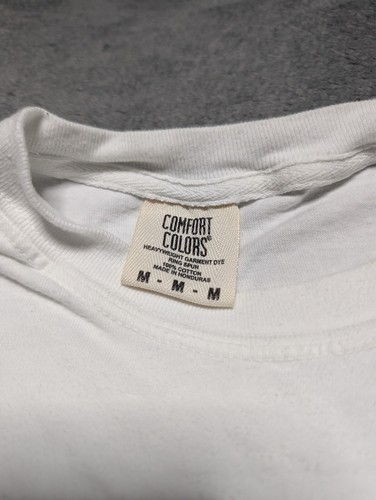 COMFORT
COLORS®
HEAVYWEIGHT GARMENT DYE
RING SPUN
100% COTTON
MADE IN HONDURAS
M - M - M